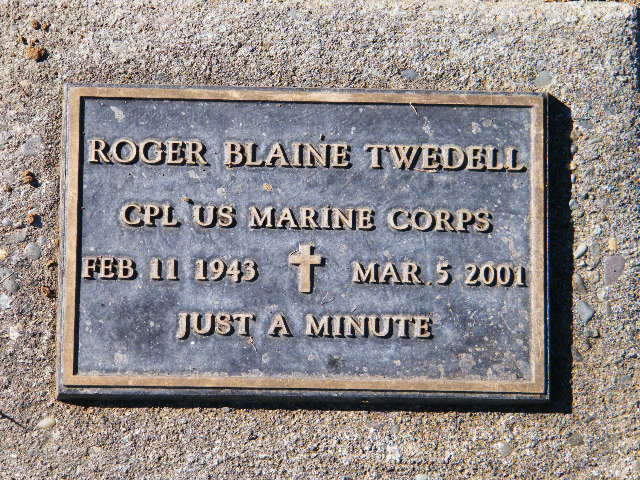 ROGER BLAINE TWEDELL
CPL US MARINE CORPS
FEB 11 1943 MAR 5 2001
JUST A MINUTE